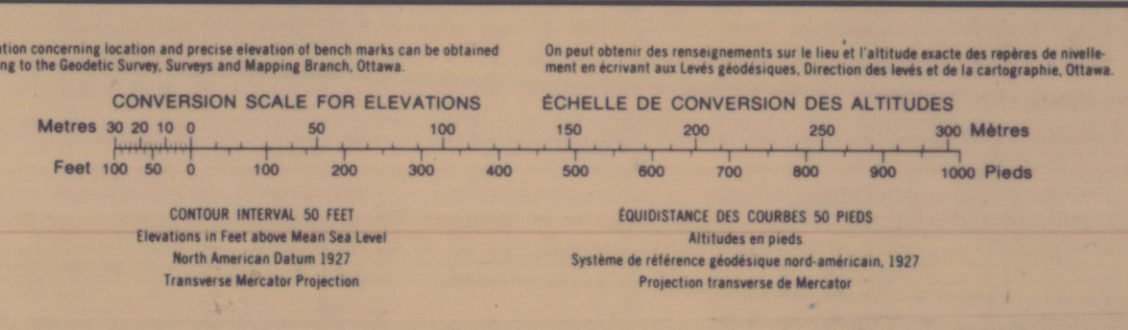 concerning location and precise elevation of bench marks can be obtained
to the Geodetic Survey, Surveys and Mapping Branch, Ottawa.
On peut obtenir des renseignements sur le lieu et l'altitude exacte des repères de nivelle-
ment en écrivant aux Levés géodésiques, Direction des levés et de la cartographie, Ottawa.
CONVERSION SCALE FOR ELEVATIONS
ÉCHELLE DE CONVERSION DES ALTITUDES
Metres 30 20 10 0 50 100 150 200 250 300 Mètres
Feet 100 50 0 100 200 300 400 500 600 700 800 900 1000 Pieds
CONTOUR INTERVAL 50 FEET
Elevations in Feet above Mean Sea Level
North American Datum 1927
Transverse Mercator Projection
ÉQUIDISTANCE DES COURBES 50 PIEDS
Altitudes en pieds
Système de référence géodésique nord-américain, 1927
Projection transverse de Mercator